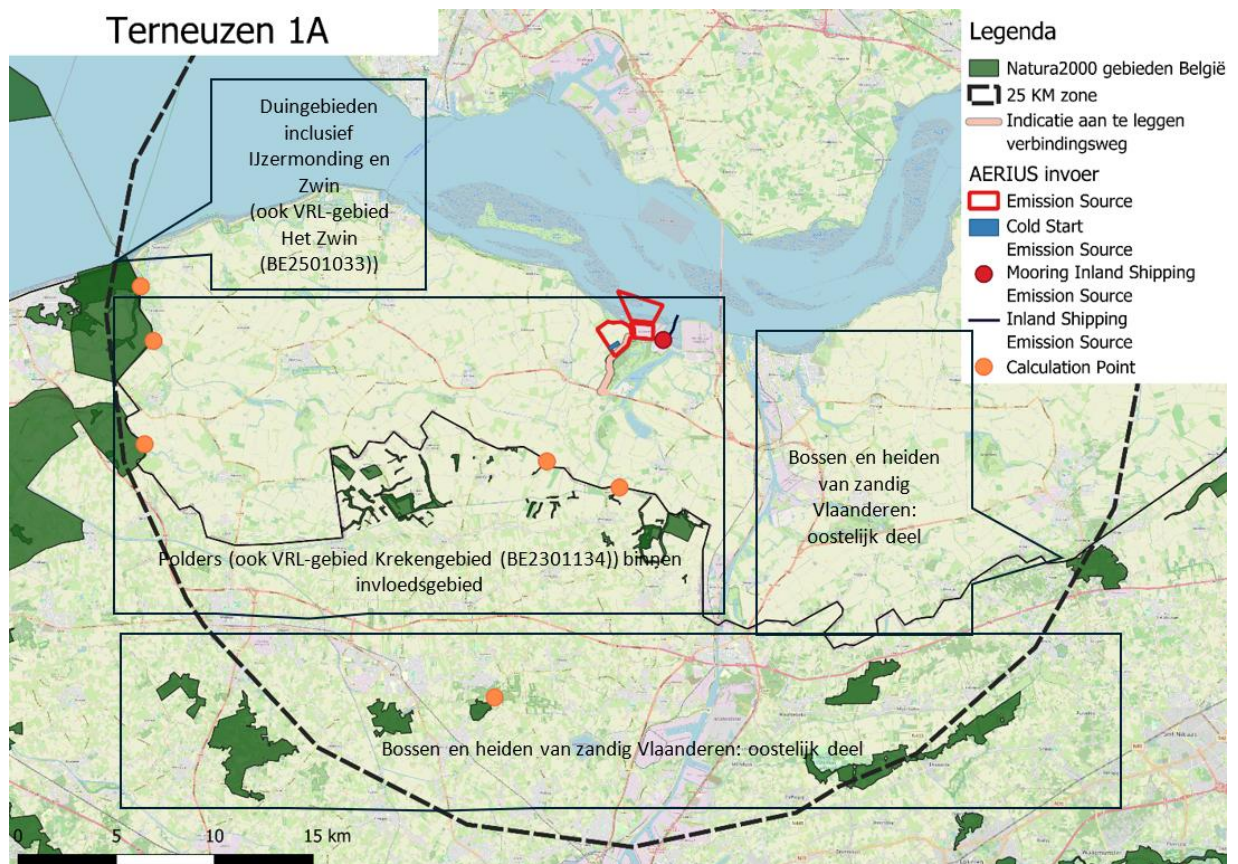 Terneuzen 1A
Legenda
Natura2000 gebieden België
25 KM zone
Indicatie aan te leggen
verbindingsweg
AERIUS invoer
Emission Source
Cold Start
Emission Source
Mooring Inland Shipping
Emission Source
Inland Shipping
Emission Source
Calculation Point
Duingebieden
inclusief
IJzermonding en
Zwin
(ook VRL-gebied
Het Zwin
(BE2501033))
Bossen en heiden
van zandig
Vlaanderen:
oostelijk deel
Polders (ook VRL-gebied Krekengebied (BE2301134)) binnen
invloedsgebied
Bossen en heiden van zandig Vlaanderen: oostelijk deel
0 5 10 15 km